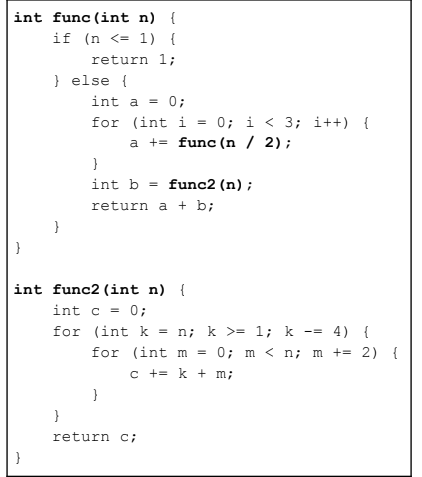 int func(int n) {
    if (n <= 1) {
        return 1;
    } else {
        int a = 0;
        for (int i = 0; i < 3; i++) {
            a += func(n / 2);
        }
        int b = func2(n);
        return a + b;
    }
}

int func2(int n) {
    int c = 0;
    for (int k = n; k >= 1; k -= 4) {
        for (int m = 0; m < n; m += 2) {
            c += k + m;
        }
    }
    return c;
}